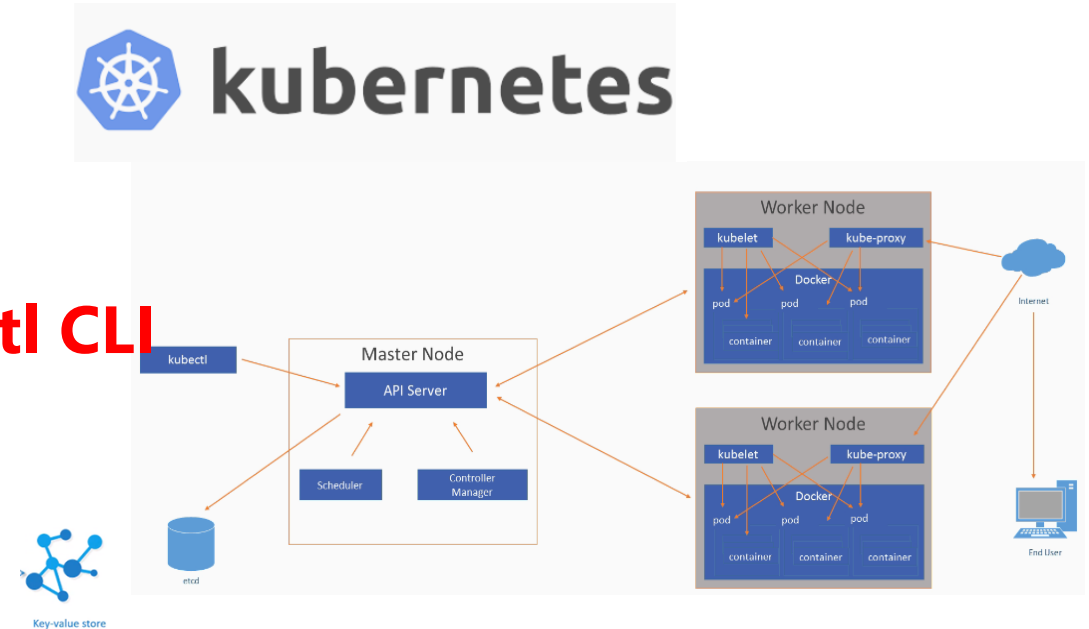 kubernetes
tl CLI
kubectl
Master Node
API Server
Scheduler
Controller
Manager
etcd
Key-value store
Worker Node
kubelet
kube-proxy
Docker
pod
pod
pod
container
container
container
Worker Node
kubelet
kube-proxy
Docker
pod
pod
pod
container
container
container
Internet
End User